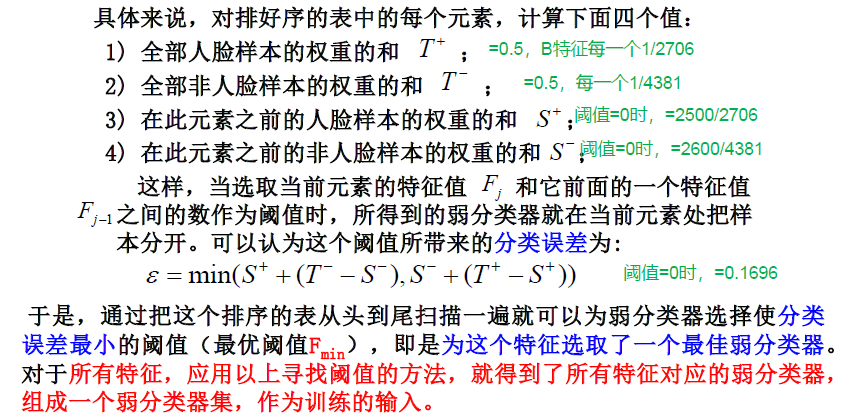 具体来说，对排好序的表中的每个元素，计算下面四个值：
1) 全部人脸样本的权重的和 T⁺ ； =0.5，B特征每一个1/2706
2) 全部非人脸样本的权重的和 T⁻ ； =0.5，每一个1/4381
3) 在此元素之前的人脸样本的权重的和 S⁺；阈值=0时，=2500/2706
4) 在此元素之前的非人脸样本的权重的和 S⁻；阈值=0时，=2600/4381
这样，当选取当前元素的特征值 F_j 和它前面的一个特征值
F_{j-1}之间的数作为阈值时，所得到的弱分类器就在当前元素处把样
本分开。可以认为这个阈值所带来的分类误差为:
ε = min(S⁺ + (T⁻ − S⁻), S⁻ + (T⁺ − S⁺)) 阈值=0时，=0.1696
于是，通过把这个排序的表从头到尾扫描一遍就可以为弱分类器选择使分类
误差最小的阈值（最优阈值F_min），即是为这个特征选取了一个最佳弱分类器。
对于所有特征，应用以上寻找阈值的方法，就得到了所有特征对应的弱分类器，
组成一个弱分类器集，作为训练的输入。